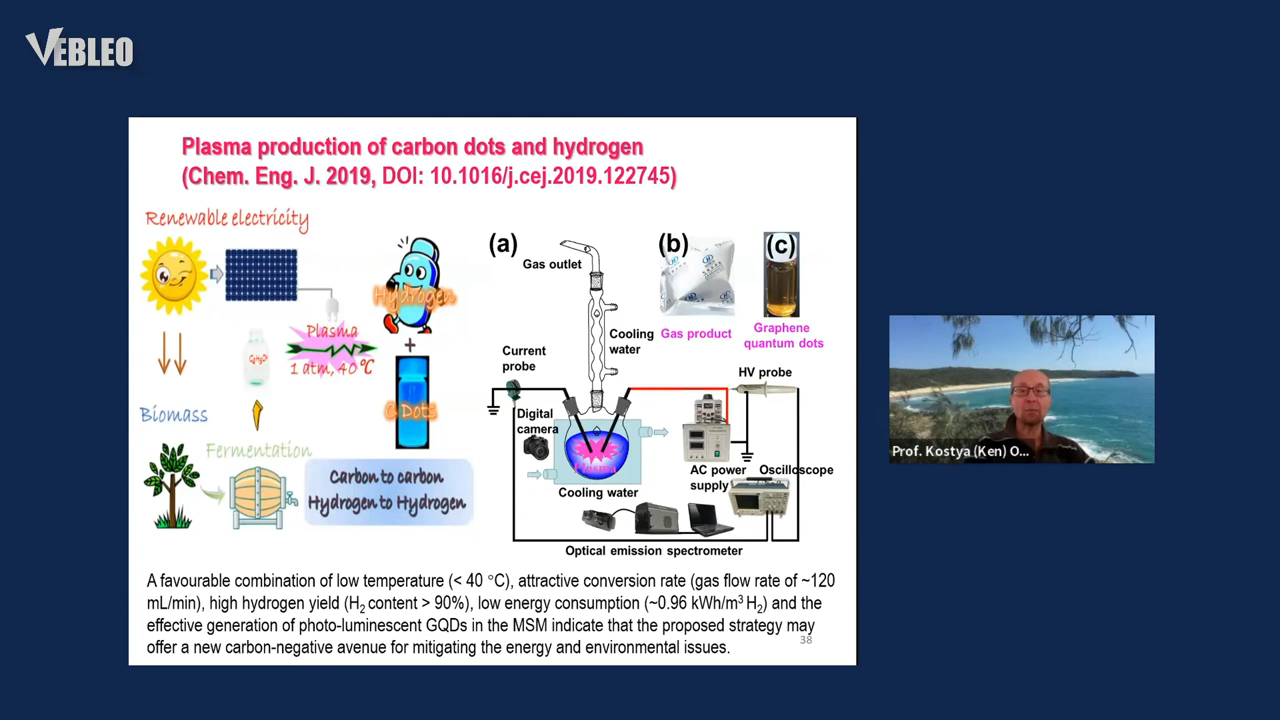 VEBLEO
Plasma production of carbon dots and hydrogen
(Chem. Eng. J. 2019, DOI: 10.1016/j.cej.2019.122745)
Renewable electricity
Hydrogen
Plasma
1 atm, 40 ℃
+
C Dots
Biomass
Fermentation
Carbon to carbon
Hydrogen to Hydrogen
(a)
Gas outlet
Cooling
water
Current
probe
Digital
camera
Plasma
Cooling water
HV probe
AC power
supply
Oscilloscope
Optical emission spectrometer
(b)
Gas product
(c)
Graphene
quantum dots
A favourable combination of low temperature (< 40 °C), attractive conversion rate (gas flow rate of ~120
mL/min), high hydrogen yield (H₂ content > 90%), low energy consumption (~0.96 kWh/m³ H₂) and the
effective generation of photo-luminescent GQDs in the MSM indicate that the proposed strategy may
offer a new carbon-negative avenue for mitigating the energy and environmental issues.
38
Prof. Kostya (Ken) O...